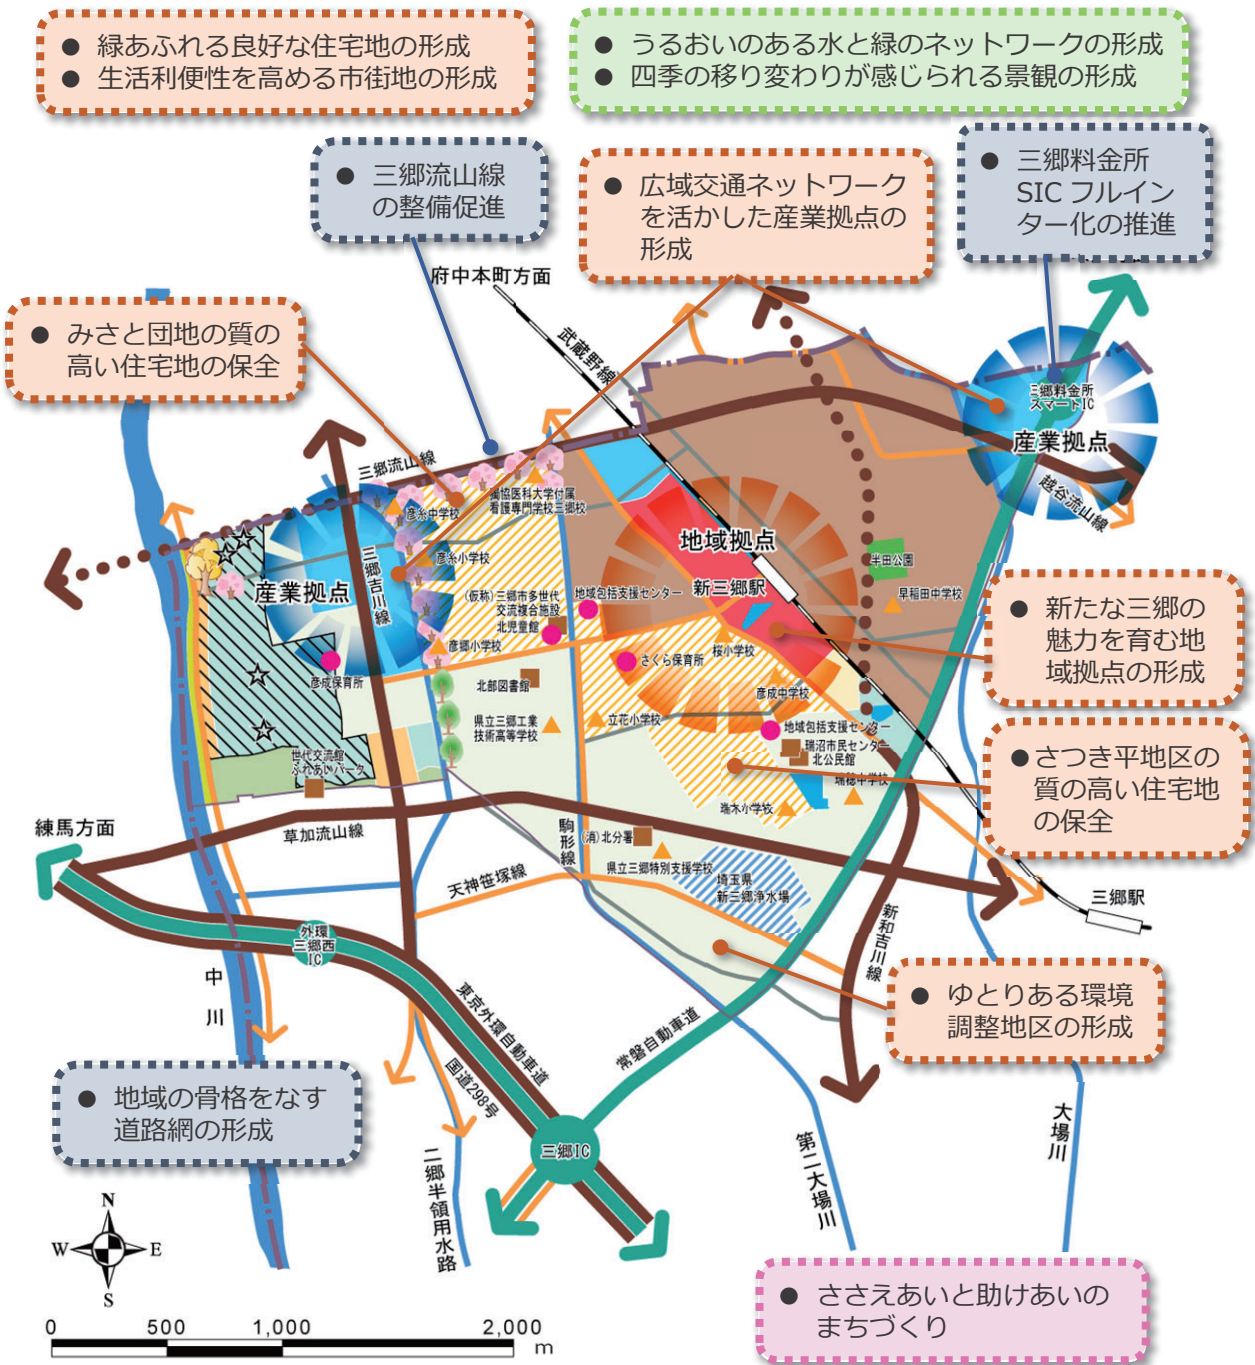 ● 緑あふれる良好な住宅地の形成
● 生活利便性を高める市街地の形成
● うるおいのある水と緑のネットワークの形成
● 四季の移り変わりが感じられる景観の形成
● 三郷流山線
の整備促進
● 広域交通ネットワーク
を活かした産業拠点の
形成
● 三郷料金所
SIC フルイン
ター化の推進
府中本町方面
● みさと団地の質の
高い住宅地の保全
武蔵野線
三郷料金所
スマートIC
産業拠点
越谷流山線
三郷流山線
獨協医科大学付属
看護専門学校三郷校
彦糸中学校
地域拠点
新三郷駅
半田公園
早稲田中学校
彦糸小学校
三郷吉川線
産業拠点
(仮称)三郷市多世代
交流複合施設
北児童館
地域包括支援センター
● 新たな三郷の
魅力を育む地
域拠点の形成
彦郷小学校
桜小学校
さくら保育所
彦成保育所
北部図書館
彦成中学校
県立三郷工業
技術高等学校
立花小学校
地域包括支援センター
瑞沼市民センター
北公民館
世代交流館
ふれあいパーク
瑞穂中学校
瑞木小学校
● さつき平地区の
質の高い住宅地
の保全
練馬方面
草加流山線
駒形線
(消)北分署
県立三郷特別支援学校
天神笹塚線
埼玉県
新三郷浄水場
三郷駅
外環
三郷西
IC
新和吉川線
中川
東京外環自動車道
国道298号
常磐自動車道
● ゆとりある環境
調整地区の形成
● 地域の骨格をなす
道路網の形成
三郷IC
二郷半領用水路
第二大場川
大場川
N
W
E
S
0 500 1,000 2,000
m
● ささえあいと助けあいの
まちづくり